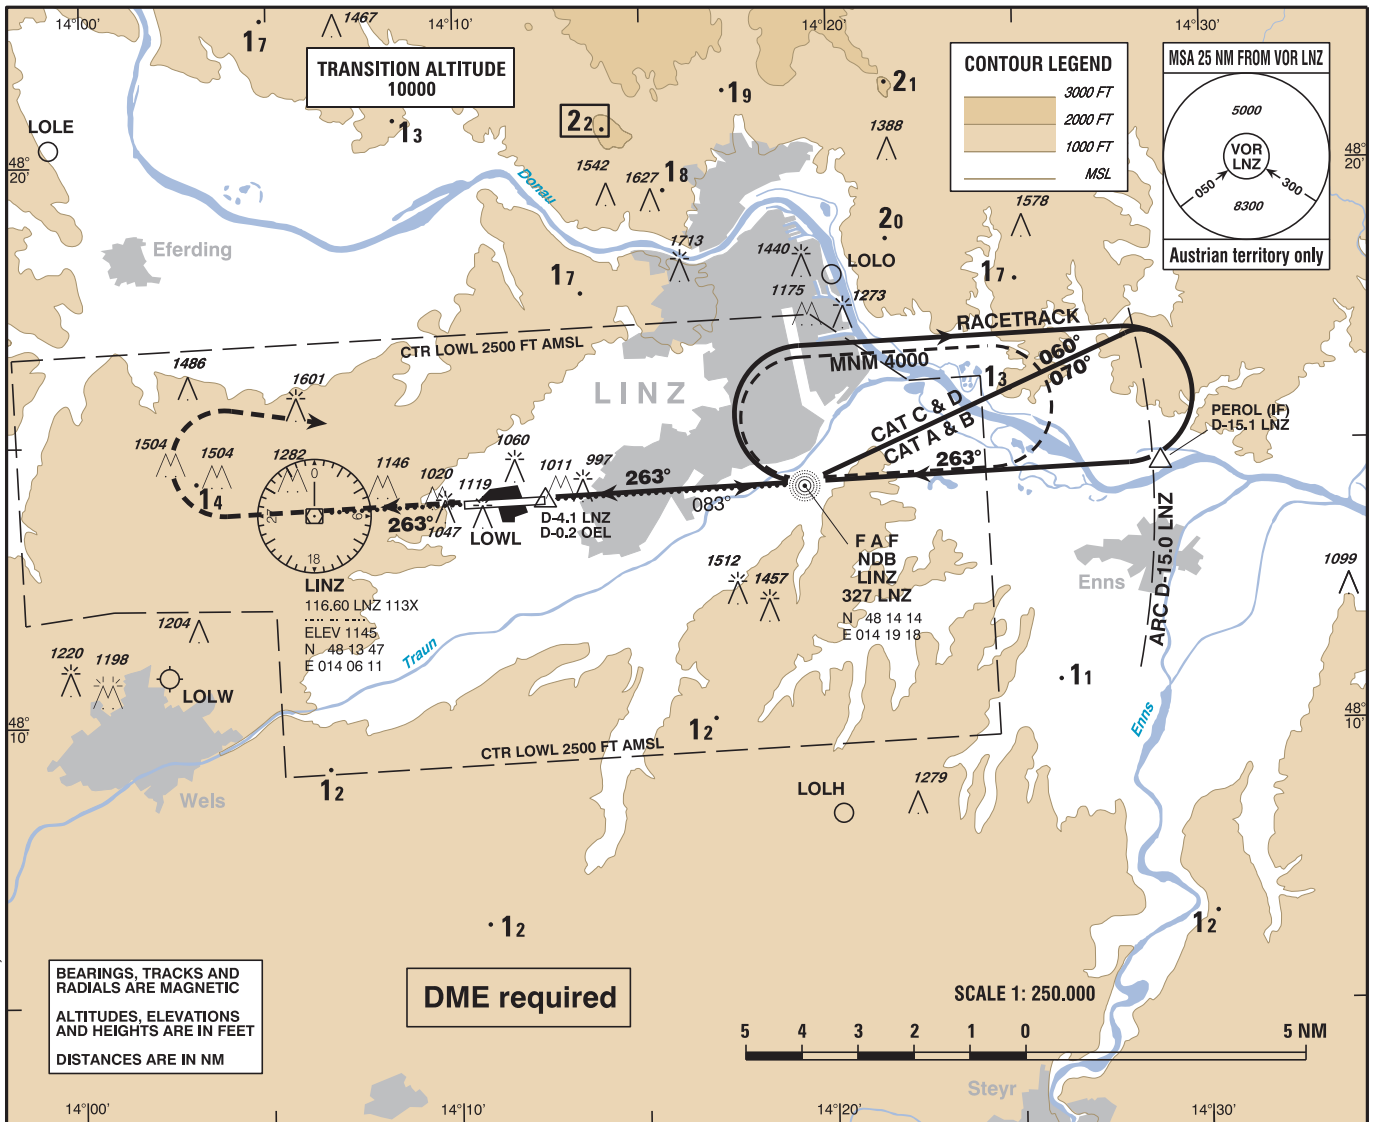 14°00'
14°10'
14°20'
14°30'
1467
17
TRANSITION ALTITUDE
10000
CONTOUR LEGEND
3000 FT
2000 FT
1000 FT
MSL
MSA 25 NM FROM VOR LNZ
5000
VOR
LNZ
050
300
8300
Austrian territory only
LOLE
13
22
19
21
1388
48°
20'
48°
20'
1542
1627
18
Donau
1578
20
Eferding
1713
1440
LOLO
17
17
1175
1273
RACETRACK
CTR LOWL 2500 FT AMSL
MNM 4000
060°
070°
13
1486
1601
LINZ
CAT C & D
CAT A & B
PEROL (IF)
D-15.1 LNZ
1504
1504
1282
1146
1020
1060
1011
997
263°
263°
14
0
27
6
18
1119
083°
263°
1047
LOWL
D-4.1 LNZ
D-0.2 OEL
F A F
NDB
LINZ
327 LNZ
N 48 14 14
E 014 19 18
1512
1457
Enns
1099
ARC D-15.0 LNZ
LINZ
116.60 LNZ 113X
ELEV 1145
N 48 13 47
E 014 06 11
Traun
1204
1220
1198
LOLW
11
Enns
48°
10'
48°
10'
12
CTR LOWL 2500 FT AMSL
12
Wels
LOLH
1279
12
12
BEARINGS, TRACKS AND
RADIALS ARE MAGNETIC
ALTITUDES, ELEVATIONS
AND HEIGHTS ARE IN FEET
DISTANCES ARE IN NM
DME required
SCALE 1: 250.000
5 4 3 2 1 0 5 NM
Steyr
14°00'
14°10'
14°20'
14°30'